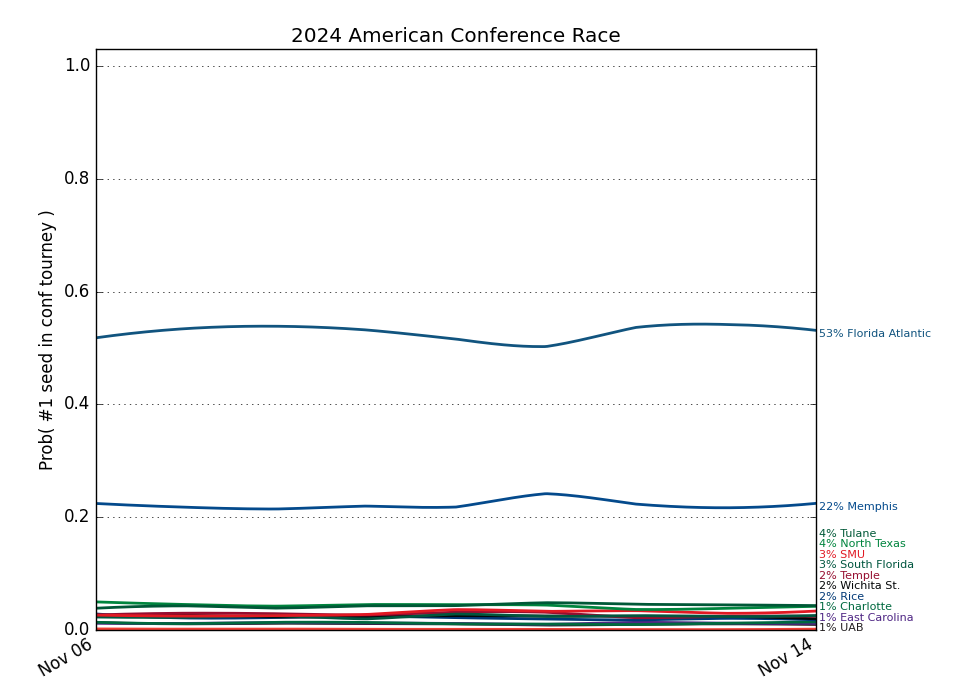 2024 American Conference Race
Prob( #1 seed in conf tourney )
1.0
0.8
0.6
0.4
0.2
0.0
Nov 06
Nov 14
53% Florida Atlantic
22% Memphis
4% Tulane
4% North Texas
3% SMU
3% South Florida
2% Temple
2% Wichita St.
2% Rice
1% Charlotte
1% East Carolina
1% UAB